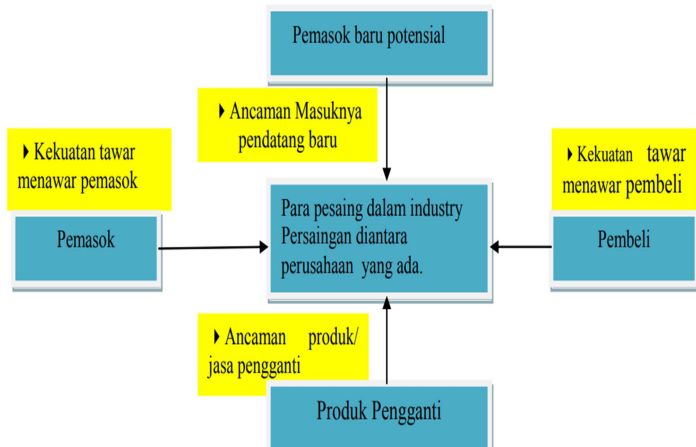 Pemasok baru potensial
Ancaman Masuknya
pendatang baru
Kekuatan tawar
menawar pemasok
Kekuatan tawar
menawar pembeli
Pemasok
Para pesaing dalam industry
Persaingan diantara
perusahaan yang ada.
Pembeli
Ancaman produk/
jasa pengganti
Produk Pengganti